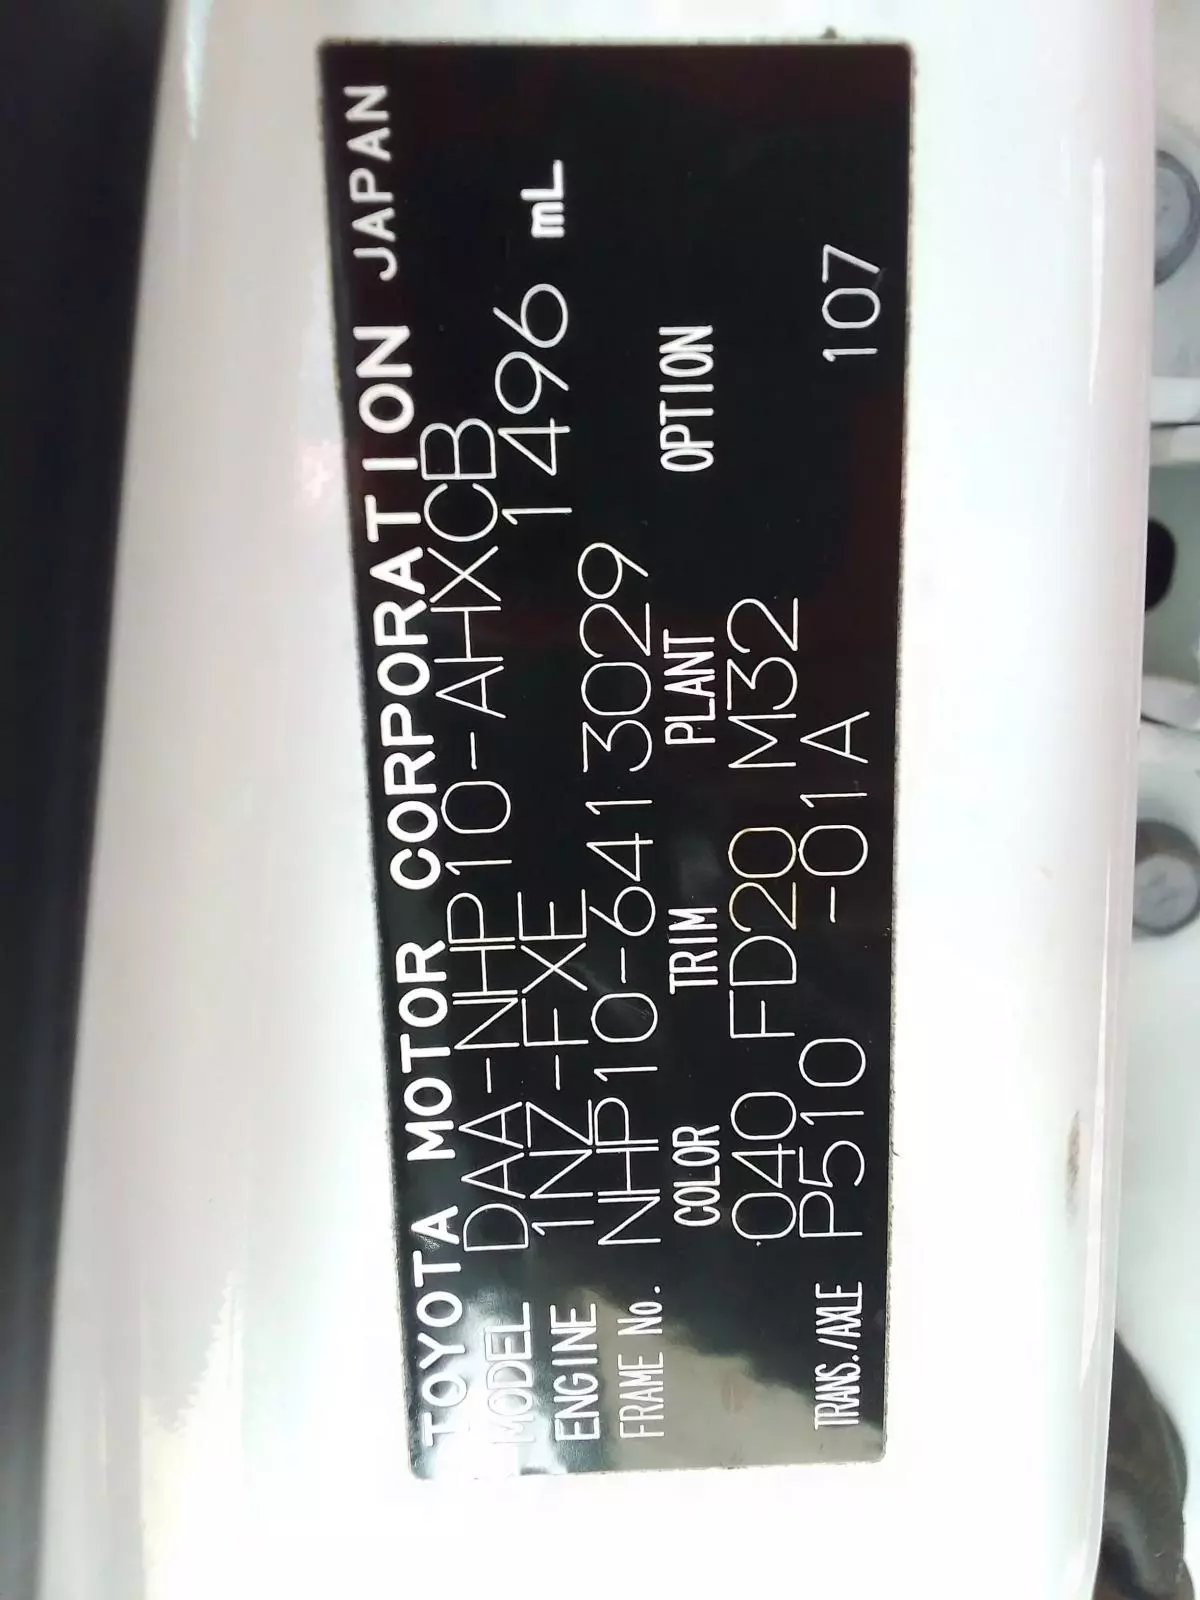 TOYOTA MOTOR CORPORATION JAPAN
MODEL DAA-NHP10-AHXCB
ENGINE 1NZ-FXE 1496 mL
FRAME No. NHP10-6413029
COLOR TRIM PLANT OPTION
040 FD20 M32
TRANS./AXLE P510 -01A 107